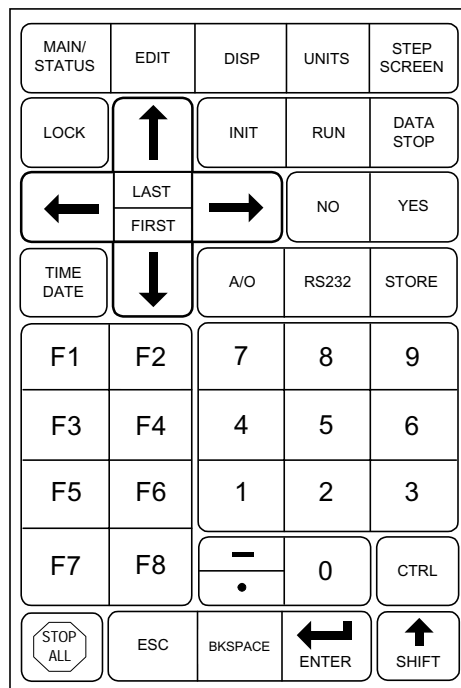 MAIN/
STATUS
EDIT
DISP
UNITS
STEP
SCREEN
LOCK
INIT
RUN
DATA
STOP
LAST
FIRST
NO
YES
TIME
DATE
A/O
RS232
STORE
F1
F2
7
8
9
F3
F4
4
5
6
F5
F6
1
2
3
F7
F8
0
CTRL
STOP
ALL
ESC
BKSPACE
ENTER
SHIFT